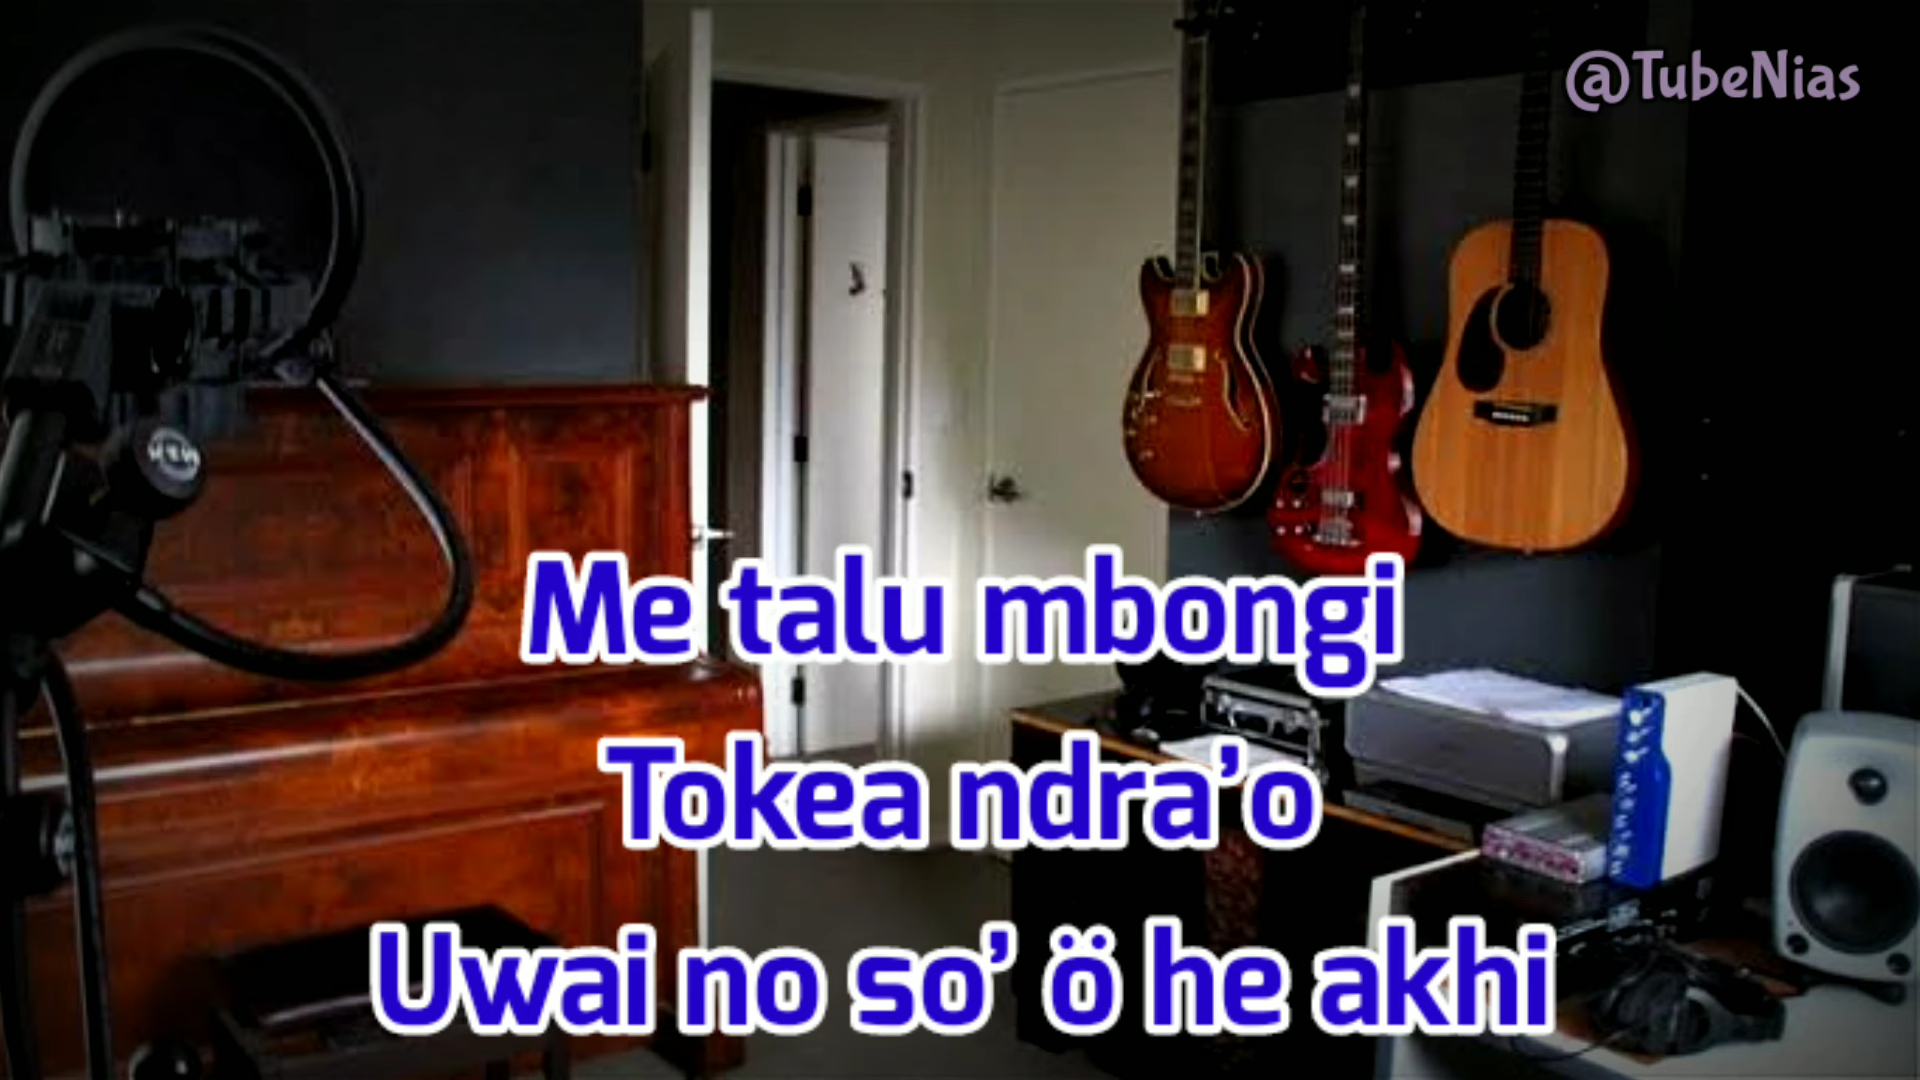 @TubeNias
Me talu mbongi
Tokea ndra’o
Uwai no so’ ö he akhi